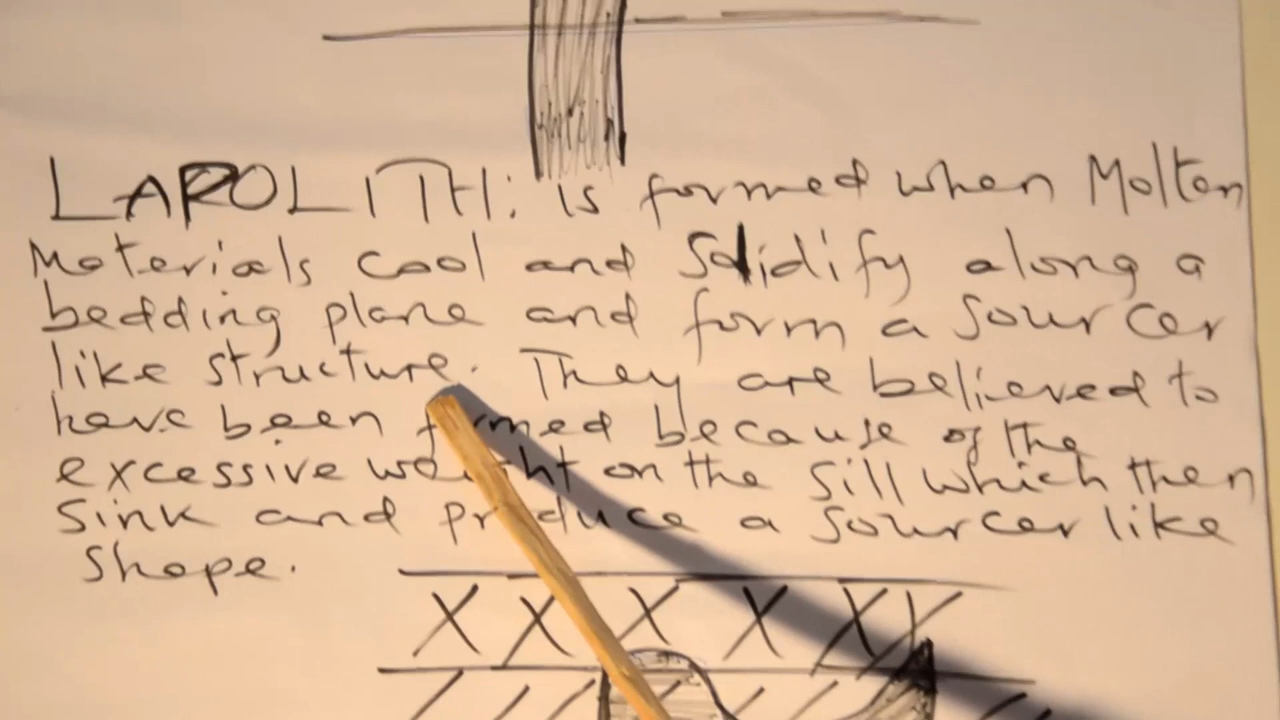 LAPOLITH: is formed when Molten
Materials cool and Solidify along a
bedding plane and form a Sourcer
like structure. They are believed to
have been formed because of the
excessive weight on the Sill which then
Sink and produce a Sourcer like
Shape.